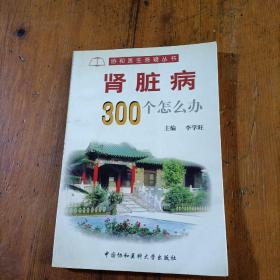 协和医生答疑丛书
肾脏病
300个怎么办
主编 李学旺
中国协和医科大学出版社